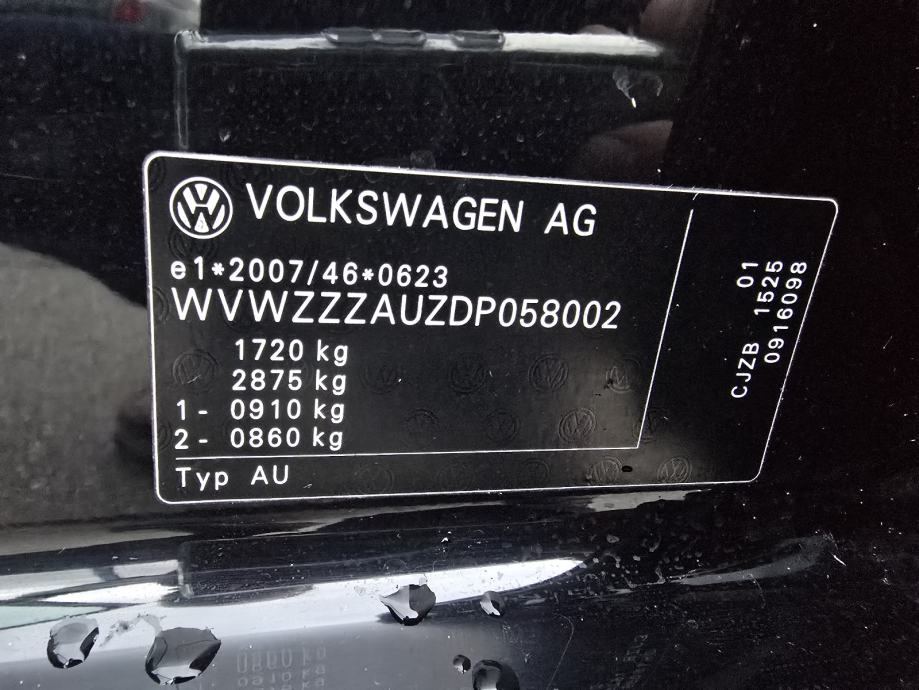 VOLKSWAGEN AG
e1*2007/46*0623
WVWZZZAUZDP058002
1720 kg
2875 kg
1- 0910 kg
2- 0860 kg
Typ AU
01
CJZB 1525
0916098